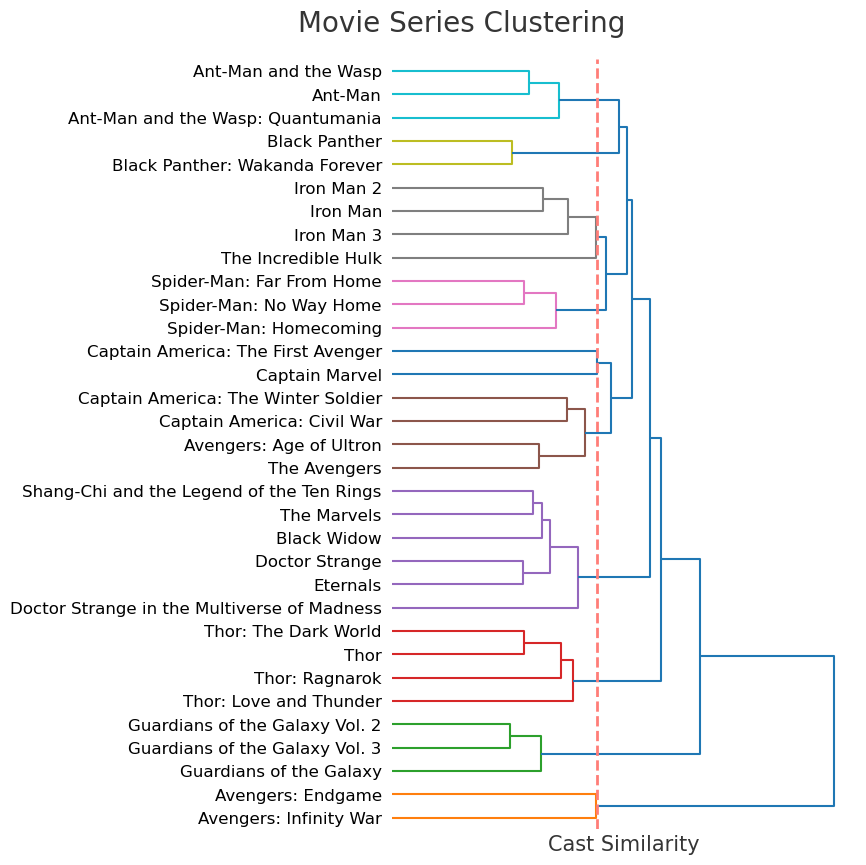 Movie Series Clustering
Ant-Man and the Wasp
Ant-Man
Ant-Man and the Wasp: Quantumania
Black Panther
Black Panther: Wakanda Forever
Iron Man 2
Iron Man
Iron Man 3
The Incredible Hulk
Spider-Man: Far From Home
Spider-Man: No Way Home
Spider-Man: Homecoming
Captain America: The First Avenger
Captain Marvel
Captain America: The Winter Soldier
Captain America: Civil War
Avengers: Age of Ultron
The Avengers
Shang-Chi and the Legend of the Ten Rings
The Marvels
Black Widow
Doctor Strange
Eternals
Doctor Strange in the Multiverse of Madness
Thor: The Dark World
Thor
Thor: Ragnarok
Thor: Love and Thunder
Guardians of the Galaxy Vol. 2
Guardians of the Galaxy Vol. 3
Guardians of the Galaxy
Avengers: Endgame
Avengers: Infinity War
Cast Similarity